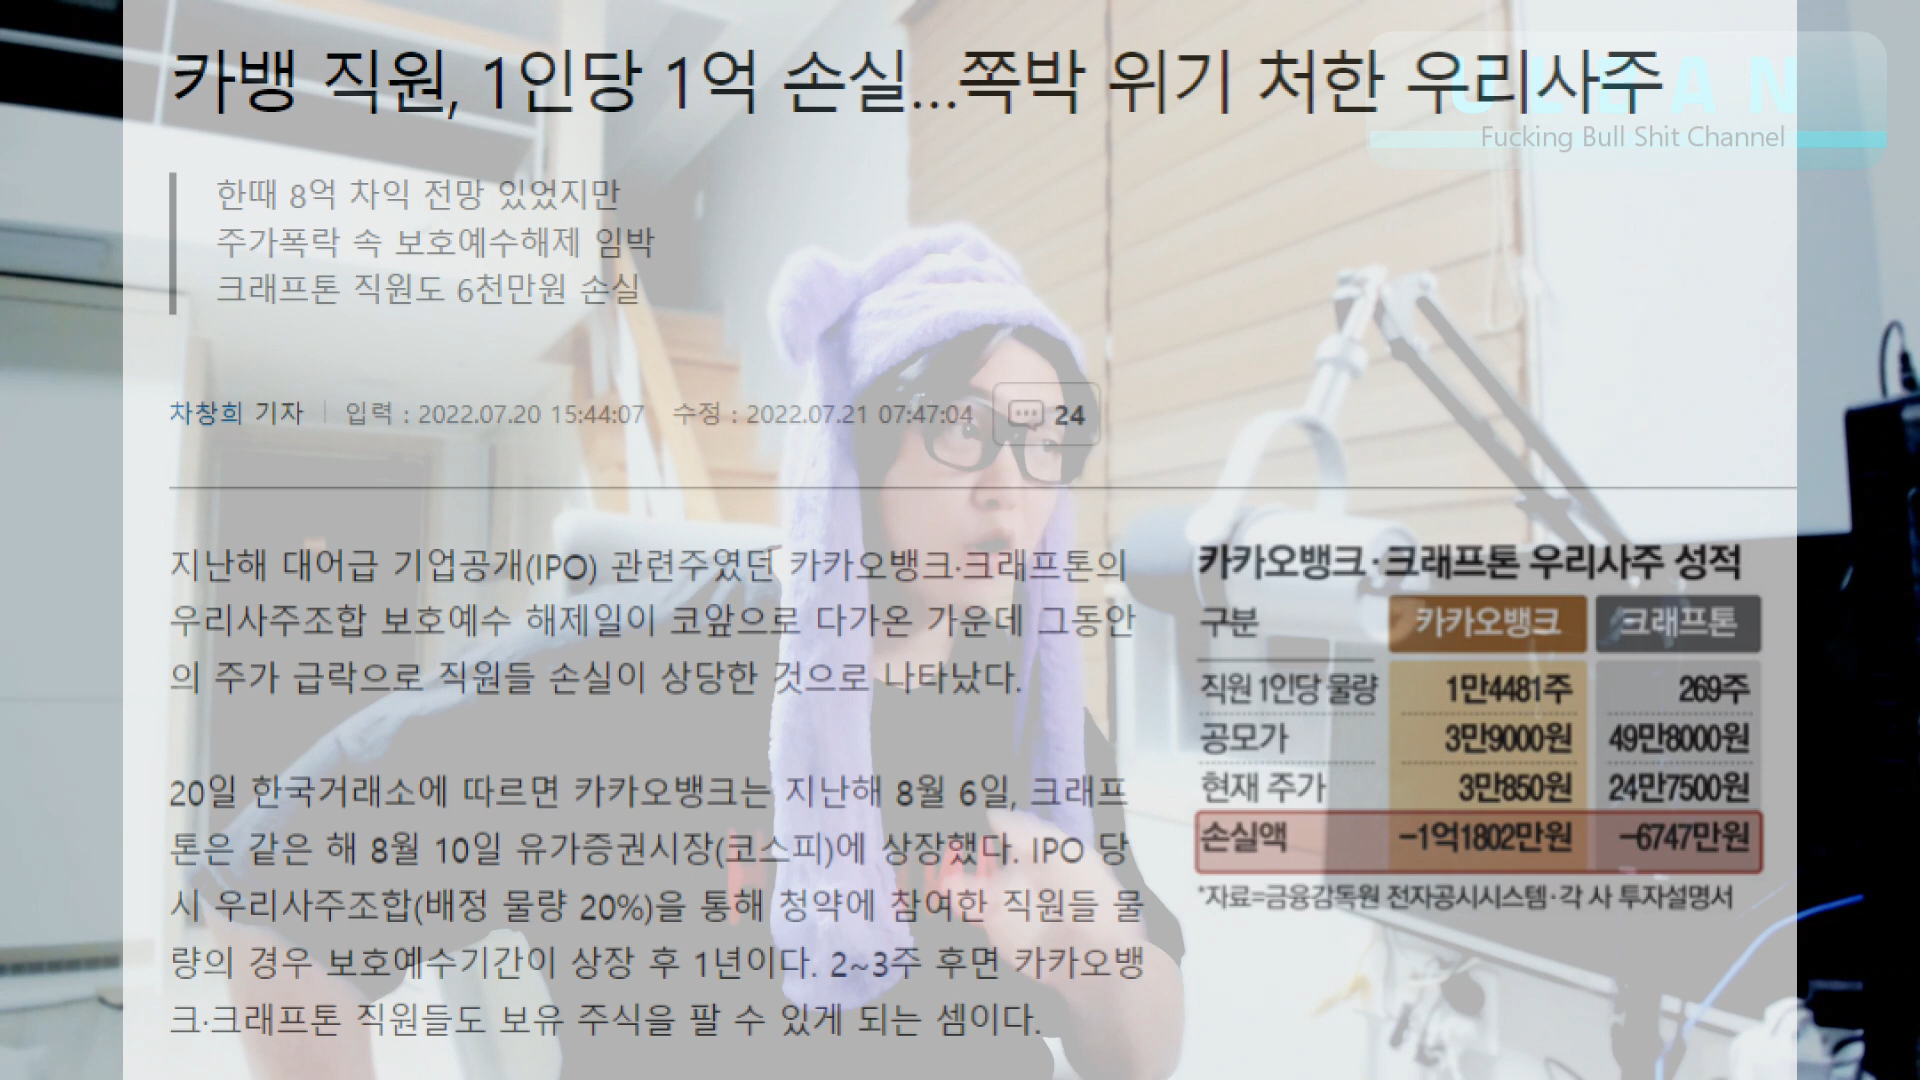 카뱅 직원, 1인당 1억 손실...쪽박 위기 처한 우리사주
Fucking Bull Shit Channel
한때 8억 차익 전망 있었지만
주가폭락 속 보호예수해제 임박
크래프톤 직원도 6천만원 손실
차창희 기자 입력 : 2022.07.20 15:44:07 수정 : 2022.07.21 07:47:04 24
지난해 대어급 기업공개(IPO) 관련주였던 카카오뱅크·크래프톤의
우리사주조합 보호예수 해제일이 코앞으로 다가온 가운데 그동안
의 주가 급락으로 직원들 손실이 상당한 것으로 나타났다.
20일 한국거래소에 따르면 카카오뱅크는 지난해 8월 6일, 크래프
톤은 같은 해 8월 10일 유가증권시장(코스피)에 상장했다. IPO 당
시 우리사주조합(배정 물량 20%)을 통해 청약에 참여한 직원들 물
량의 경우 보호예수기간이 상장 후 1년이다. 2~3주 후면 카카오뱅
크·크래프톤 직원들도 보유 주식을 팔 수 있게 되는 셈이다.
카카오뱅크·크래프톤 우리사주 성적
구분 카카오뱅크 크래프톤
직원 1인당 물량 1만4481주 269주
공모가 3만9000원 49만8000원
현재 주가 3만850원 24만7500원
손실액 -1억1802만원 -6747만원
*자료=금융감독원 전자공시시스템·각 사 투자설명서